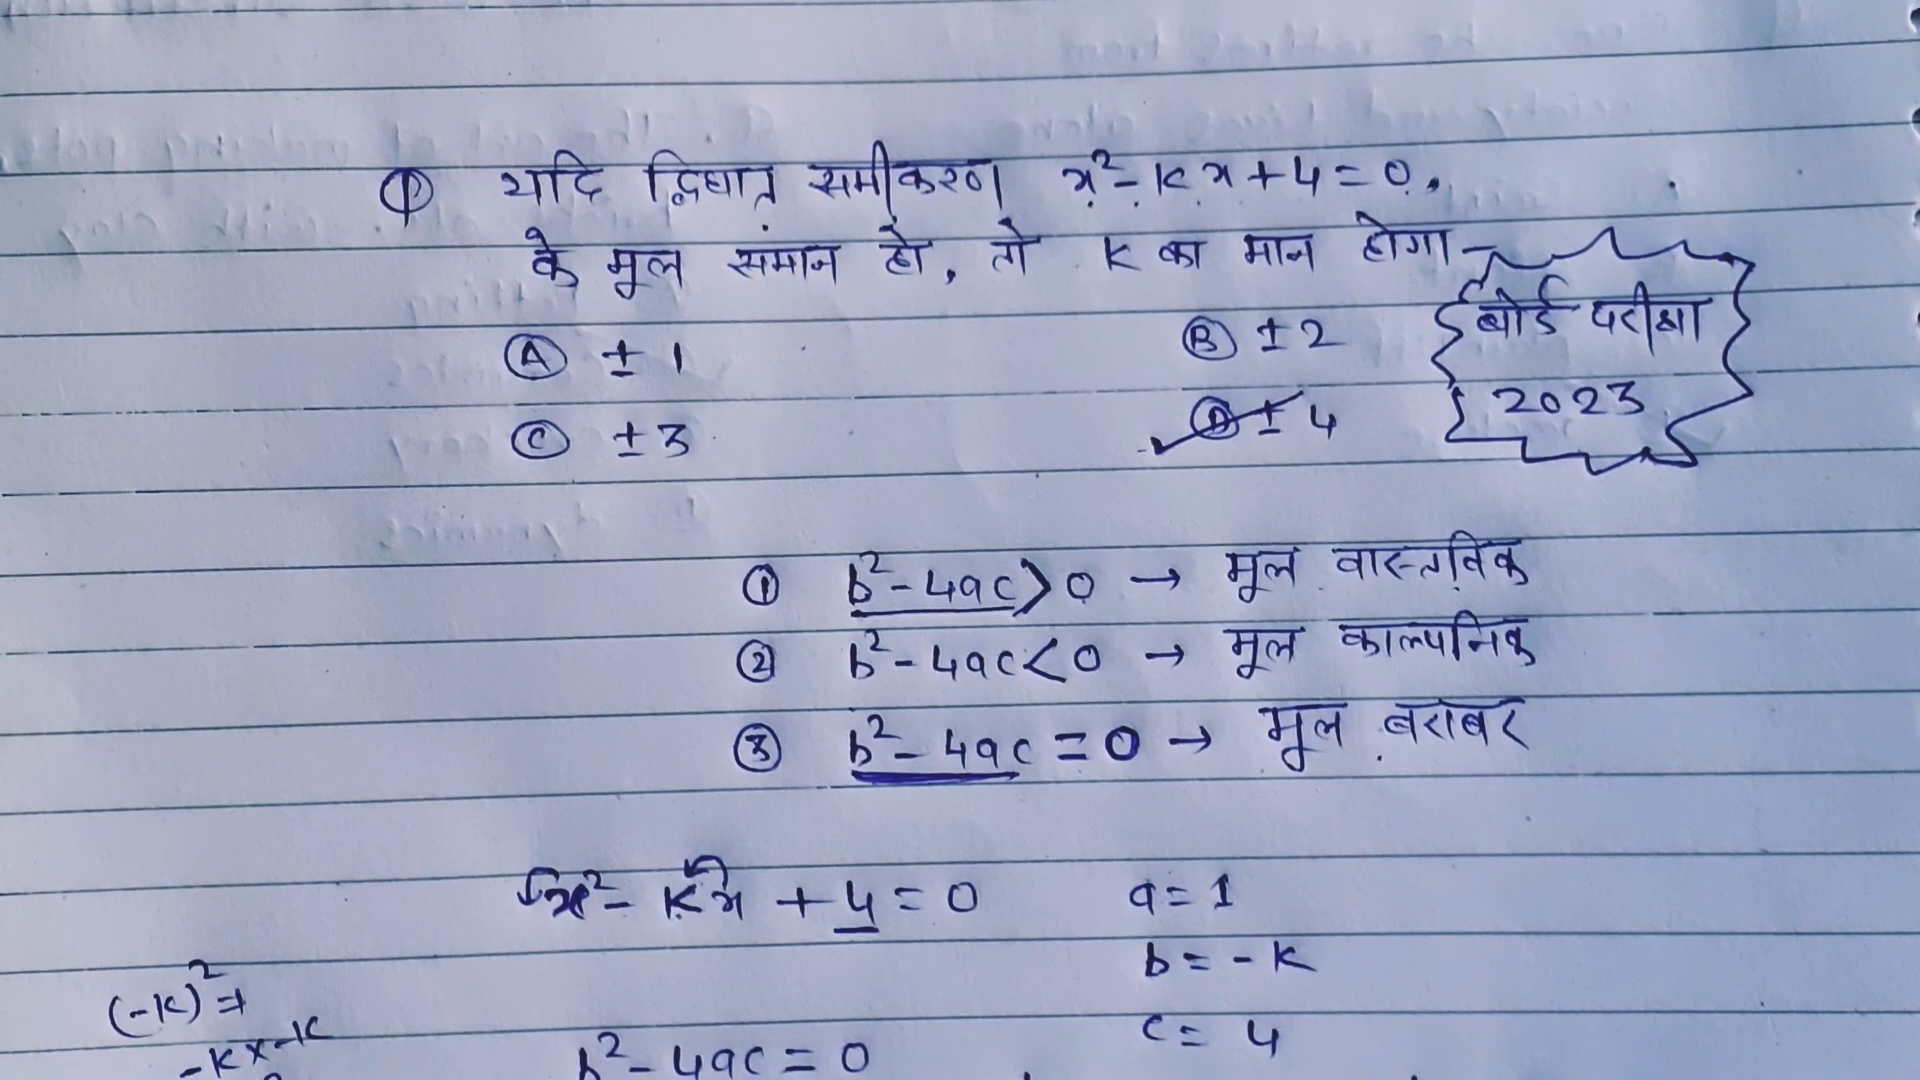 ① यदि द्विघात समीकरण x²-kx+4=0.
के मूल समान हो, तो k का मान होगा-
Ⓐ ±1
Ⓑ ±2
Ⓒ ±3
Ⓓ ±4
बोर्ड परीक्षा
2023
① b²-4ac>0 → मूल वास्तविक
② b²-4ac<0 → मूल काल्पनिक
③ b²-4ac=0 → मूल बराबर
x²-kx+4=0
a=1
b=-k
c=4
(-k)²=
-k×-k
b²-4ac=0